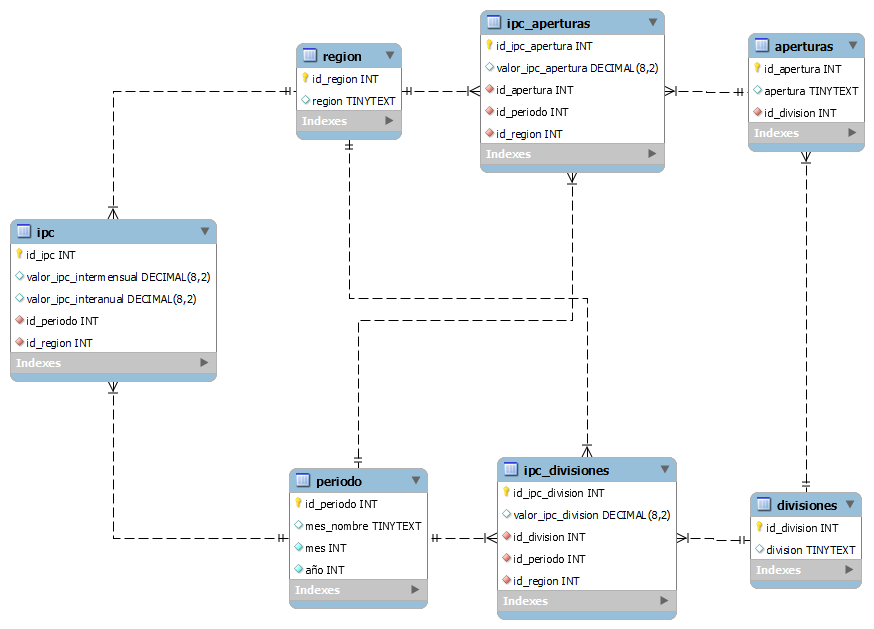 region
id_region INT
region TINYTEXT
Indexes
ipc_aperturas
id_ipc_apertura INT
valor_ipc_apertura DECIMAL(8,2)
id_apertura INT
id_periodo INT
id_region INT
Indexes
aperturas
id_apertura INT
apertura TINYTEXT
id_division INT
Indexes
ipc
id_ipc INT
valor_ipc_intermensual DECIMAL(8,2)
valor_ipc_interanual DECIMAL(8,2)
id_periodo INT
id_region INT
Indexes
periodo
id_periodo INT
mes_nombre TINYTEXT
mes INT
año INT
Indexes
ipc_divisiones
id_ipc_division INT
valor_ipc_division DECIMAL(8,2)
id_division INT
id_periodo INT
id_region INT
Indexes
divisiones
id_division INT
division TINYTEXT
Indexes